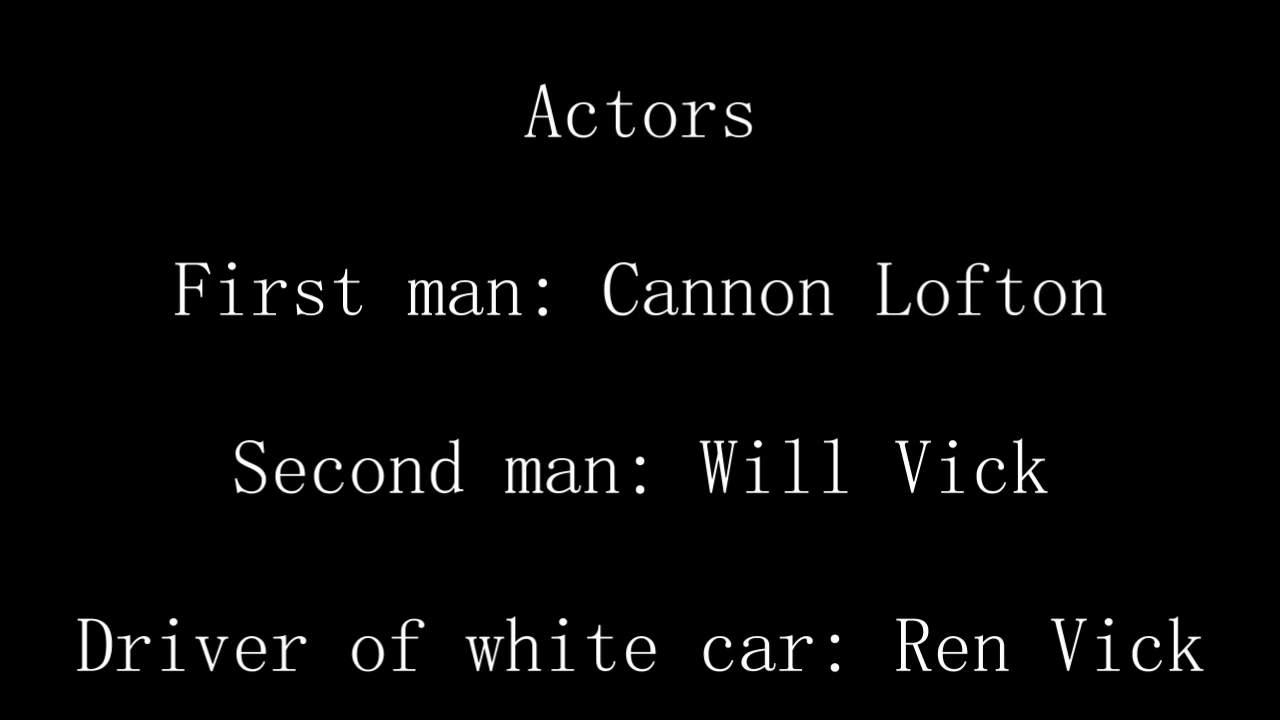 Actors
First man: Cannon Lofton
Second man: Will Vick
Driver of white car: Ren Vick